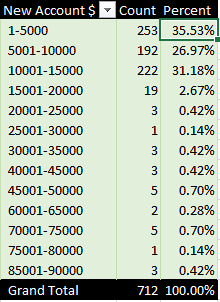 New Account $ Count Percent
1-5000 253 35.53%
5001-10000 192 26.97%
10001-15000 222 31.18%
15001-20000 19 2.67%
20001-25000 3 0.42%
25001-30000 1 0.14%
30001-35000 3 0.42%
40001-45000 3 0.42%
45001-50000 5 0.70%
60001-65000 2 0.28%
70001-75000 5 0.70%
75001-80000 1 0.14%
85001-90000 3 0.42%
Grand Total 712 100.00%